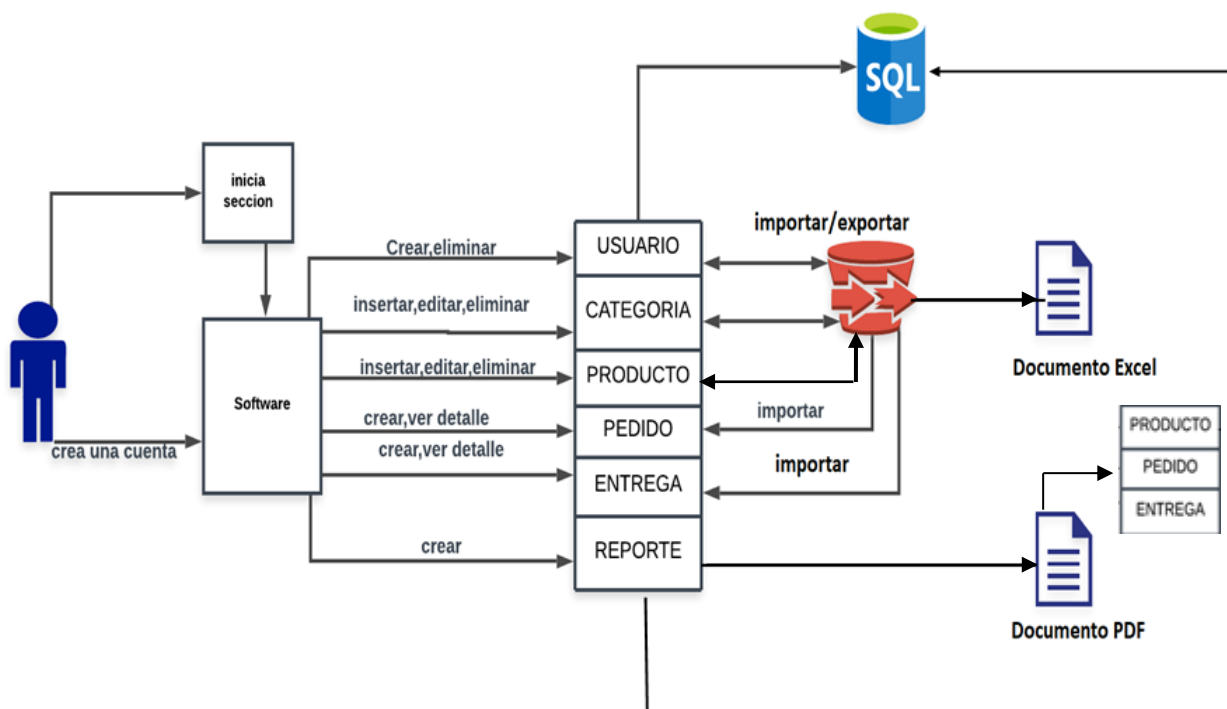 SQL
inicia
seccion
importar/exportar
USUARIO
Crear,eliminar
insertar,editar,eliminar
CATEGORIA
insertar,editar,eliminar
PRODUCTO
Documento Excel
Software
crear,ver detalle
PEDIDO
importar
PRODUCTO
crea una cuenta
crear,ver detalle
ENTREGA
importar
PEDIDO
ENTREGA
crear
REPORTE
Documento PDF